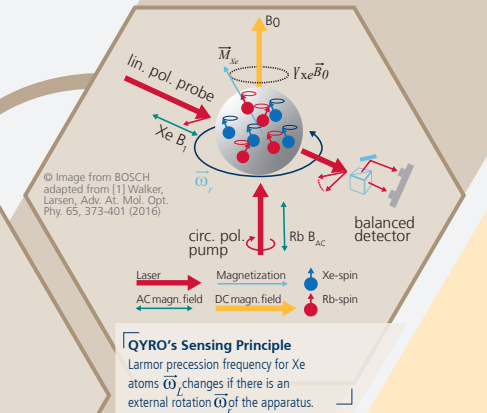 B0
M⃗Xe
γxeB⃗0
lin. pol. probe
Xe B1
ω⃗r
© Image from BOSCH
adapted from [1] Walker,
Larsen, Adv. At. Mol. Opt.
Phy. 65, 373-401 (2016)
circ. pol.
pump
Rb BAC
balanced
detector
Laser Magnetization Xe-spin
AC magn. field DC magn. field Rb-spin
QYRO’s Sensing Principle
Larmor precession frequency for Xe
atoms ω⃗L changes if there is an
external rotation ω⃗r of the apparatus.